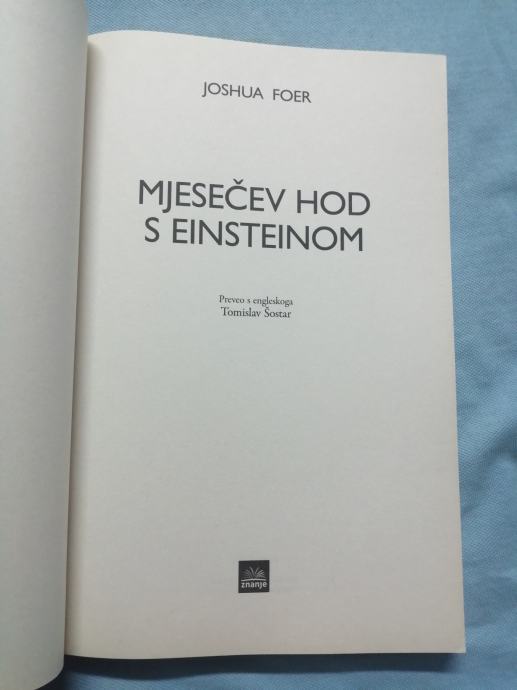 JOSHUA FOER
MJESEČEV HOD
S EINSTEINOM
Preveo s engleskoga
Tomislav Šostar
znanje